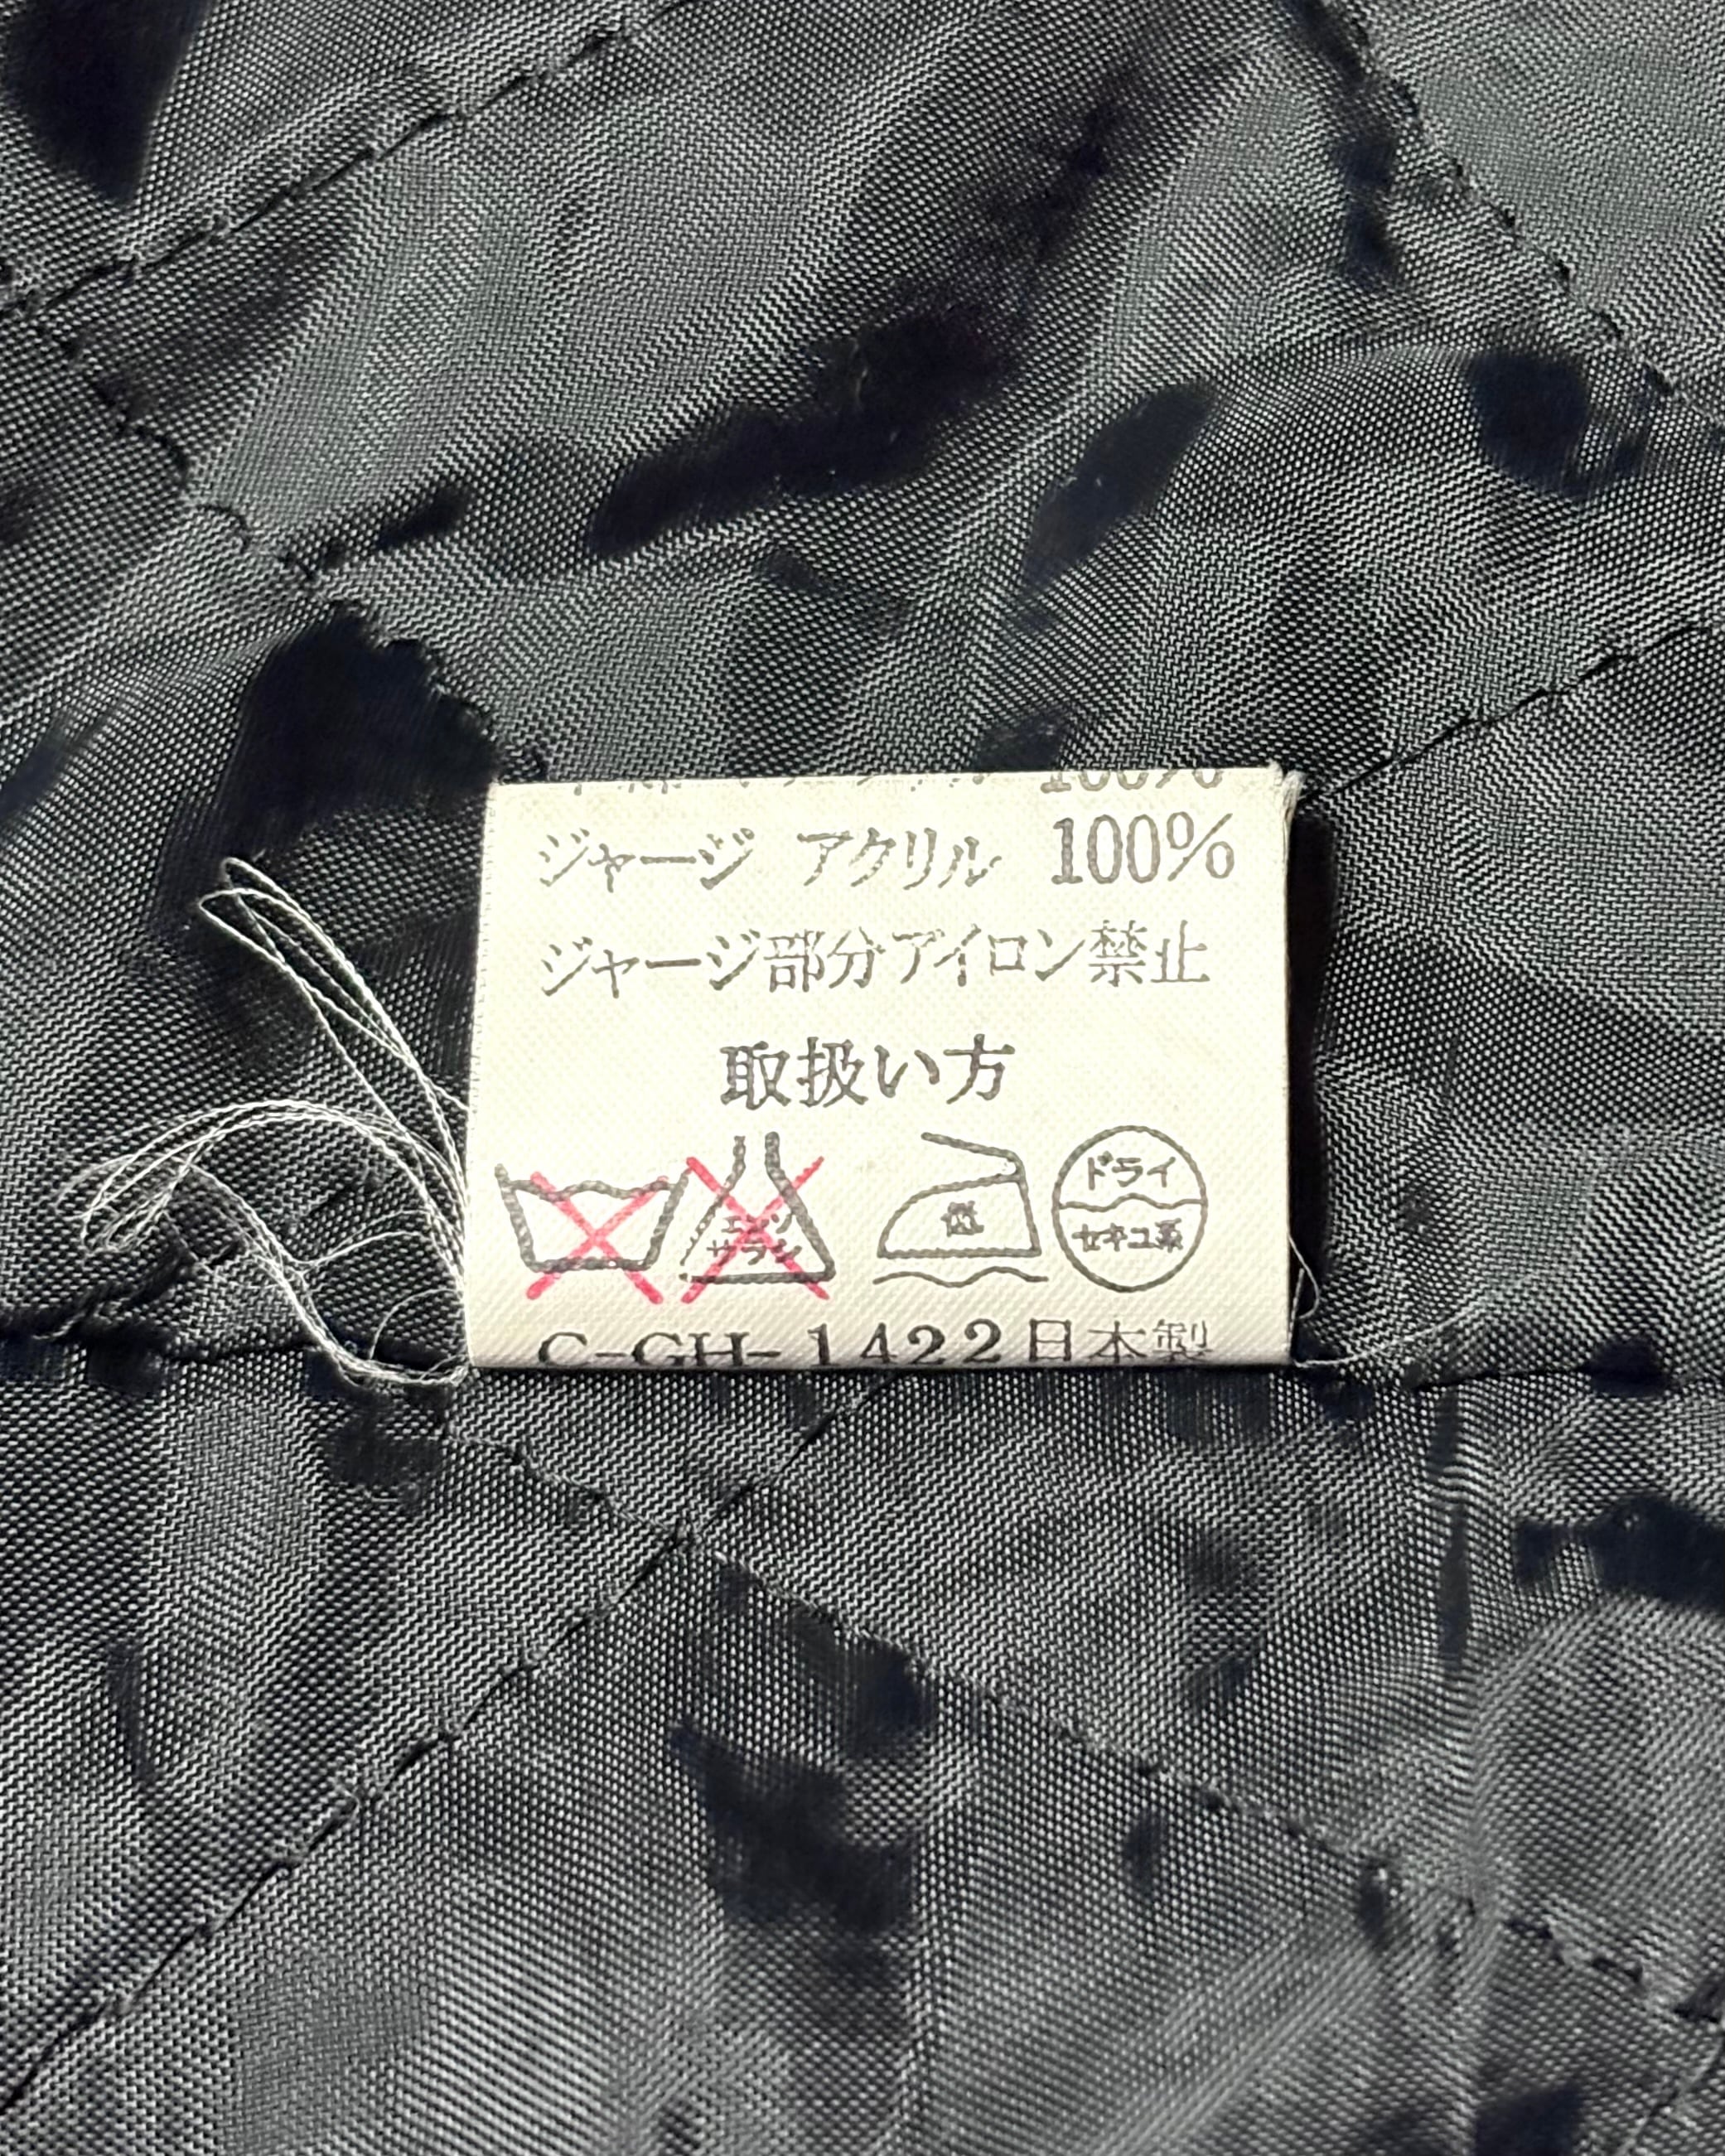 100%
ジャージ アクリル 100%
ジャージ部分アイロン禁止
取扱い方
エンソ
サラシ
低
ドライ
セキユ系
C-GH-1422日本製